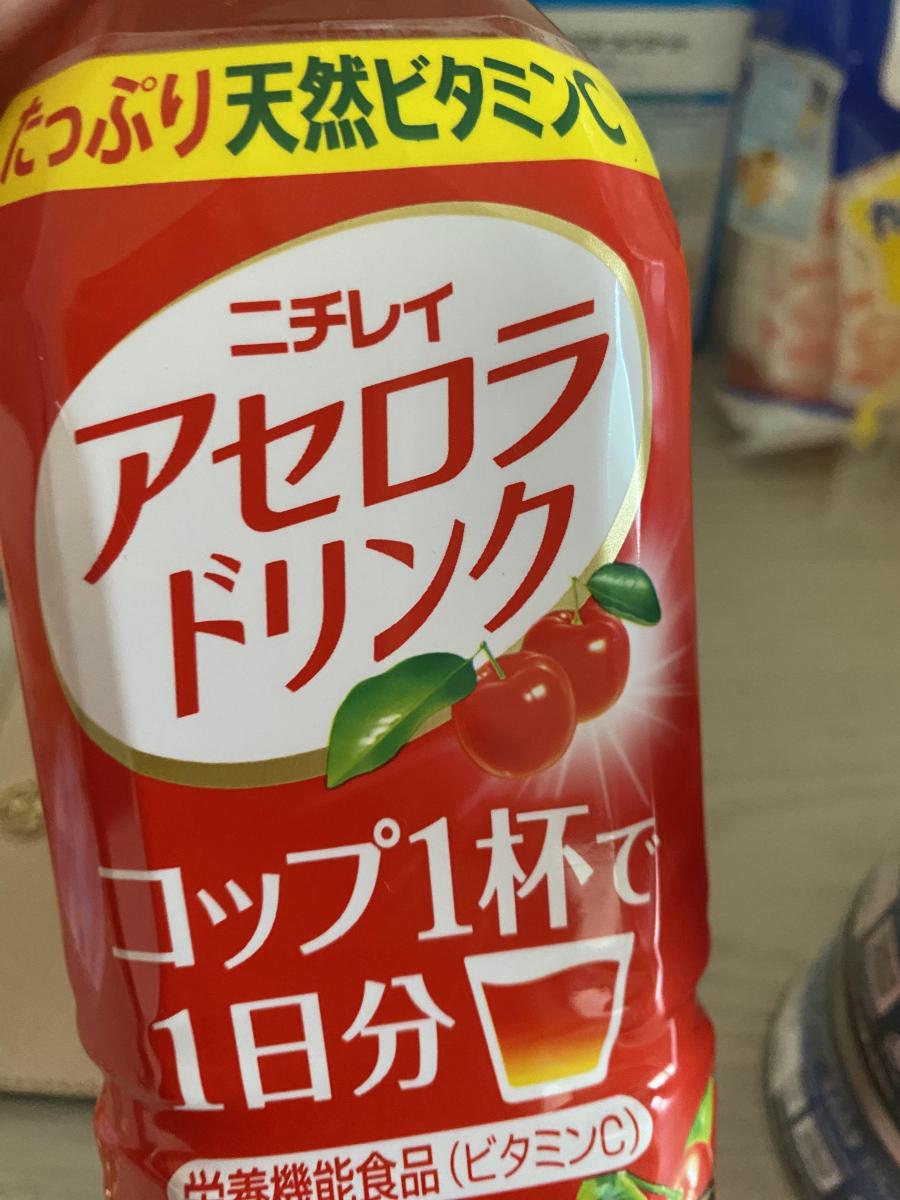 たっぷり天然ビタミンC
ニチレイ
アセロラ
ドリンク
コップ1杯で
1日分
栄養機能食品(ビタミンC)